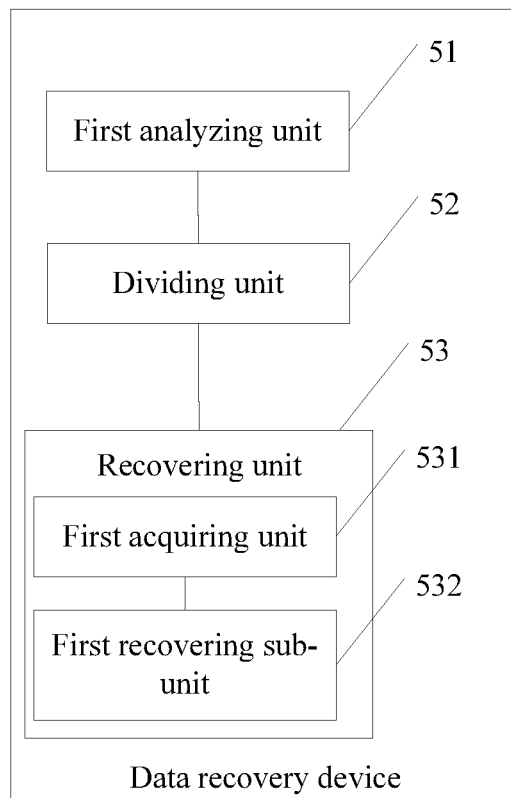 51
First analyzing unit
52
Dividing unit
53
Recovering unit
531
First acquiring unit
532
First recovering sub-
unit
Data recovery device